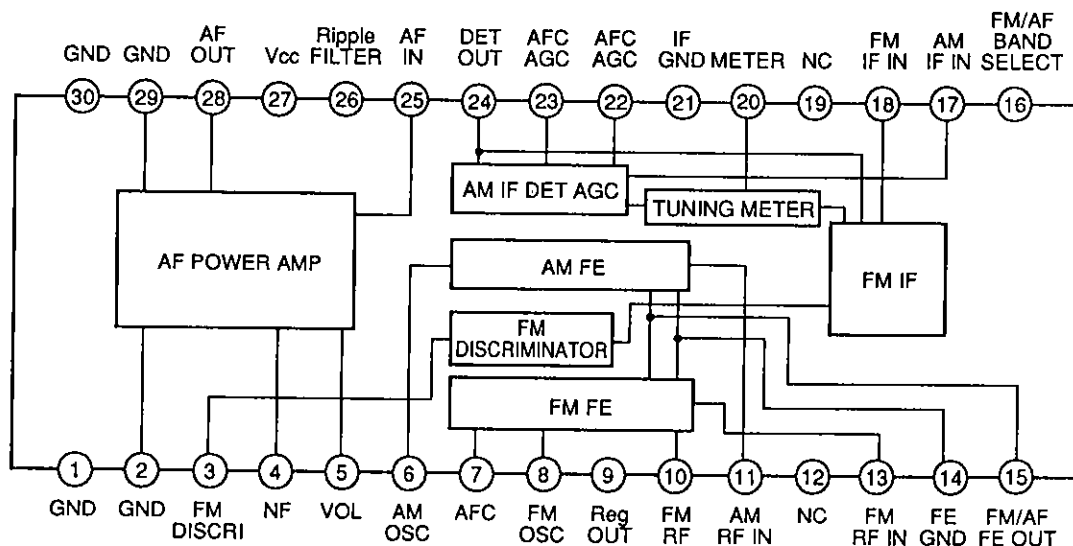 GND GND AF OUT Vcc Ripple FILTER AF IN DET OUT AFC AGC AFC AGC IF GND METER NC FM IF IN AM IF IN FM/AF BAND SELECT
30 29 28 27 26 25 24 23 22 21 20 19 18 17 16
AM IF DET AGC
TUNING METER
AF POWER AMP
AM FE
FM IF
FM
DISCRIMINATOR
FM FE
1 2 3 4 5 6 7 8 9 10 11 12 13 14 15
GND GND FM DISCRI NF VOL AM OSC AFC FM OSC Reg OUT FM RF AM RF IN NC FM RF IN FE GND FM/AF FE OUT